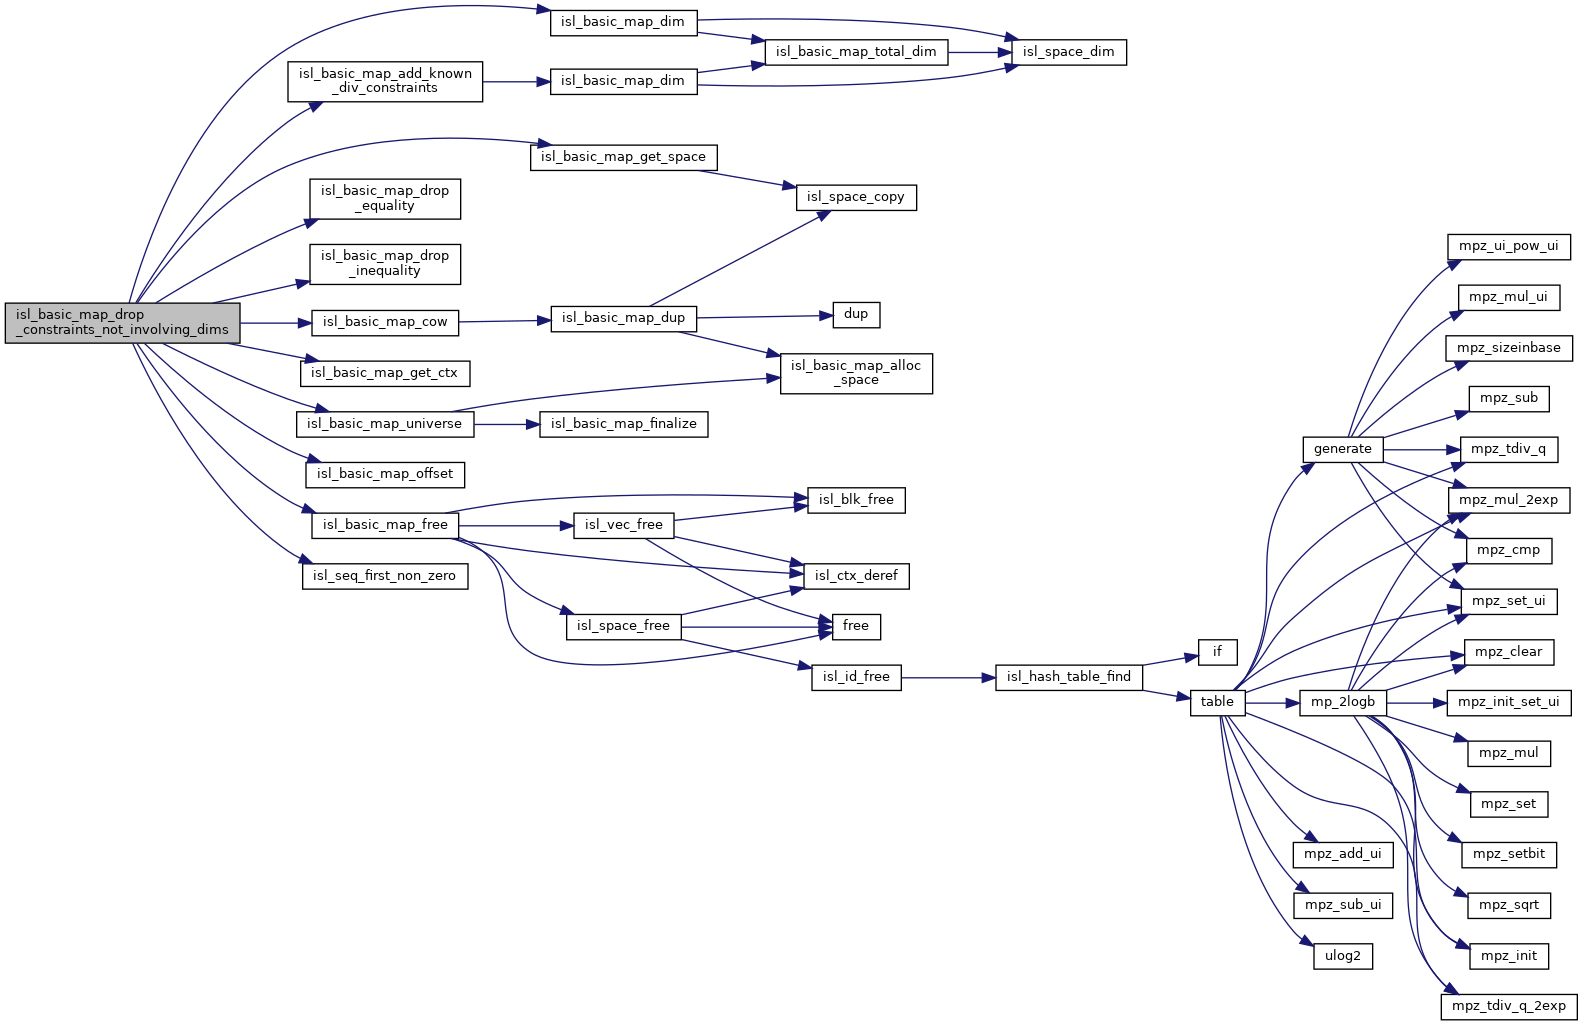 isl_basic_map_drop
_constraints_not_involving_dims
isl_basic_map_dim
isl_basic_map_add_known
_div_constraints
isl_basic_map_dim
isl_basic_map_total_dim
isl_space_dim
isl_basic_map_get_space
isl_basic_map_drop
_equality
isl_space_copy
isl_basic_map_drop
_inequality
isl_basic_map_cow
isl_basic_map_dup
dup
isl_basic_map_get_ctx
isl_basic_map_alloc
_space
isl_basic_map_universe
isl_basic_map_finalize
isl_basic_map_offset
isl_basic_map_free
isl_vec_free
isl_blk_free
isl_seq_first_non_zero
isl_ctx_deref
isl_space_free
free
isl_id_free
isl_hash_table_find
if
table
generate
mp_2logb
mpz_add_ui
mpz_sub_ui
ulog2
mpz_ui_pow_ui
mpz_mul_ui
mpz_sizeinbase
mpz_sub
mpz_tdiv_q
mpz_mul_2exp
mpz_cmp
mpz_set_ui
mpz_clear
mpz_init_set_ui
mpz_mul
mpz_set
mpz_setbit
mpz_sqrt
mpz_init
mpz_tdiv_q_2exp